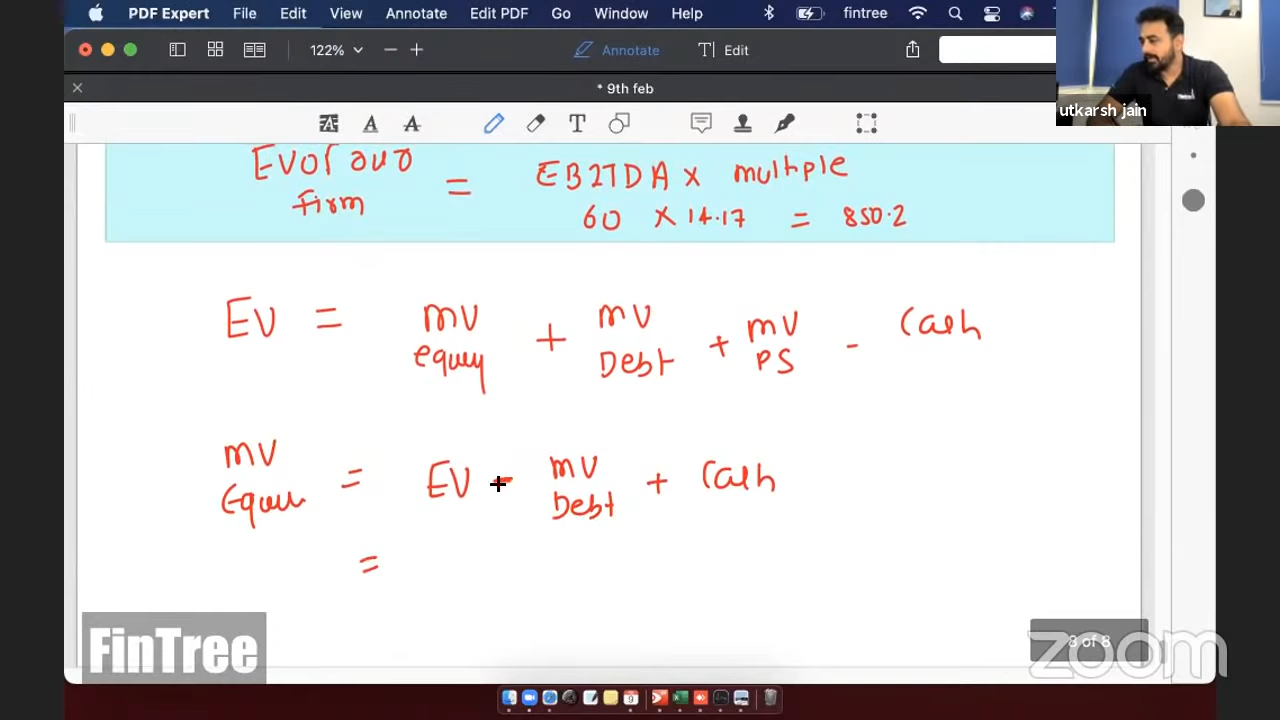 PDF Expert File Edit View Annotate Edit PDF Go Window Help fintree
122% Annotate T| Edit
* 9th feb
utkarsh jain
EV of our firm = EBITDA x multiple
60 x 14.17 = 850.2
EV = mv equity + mv Debt + mv PS - Cash
mv Equity = EV - mv Debt + Cash
=
FinTree
8 of 8
zoom